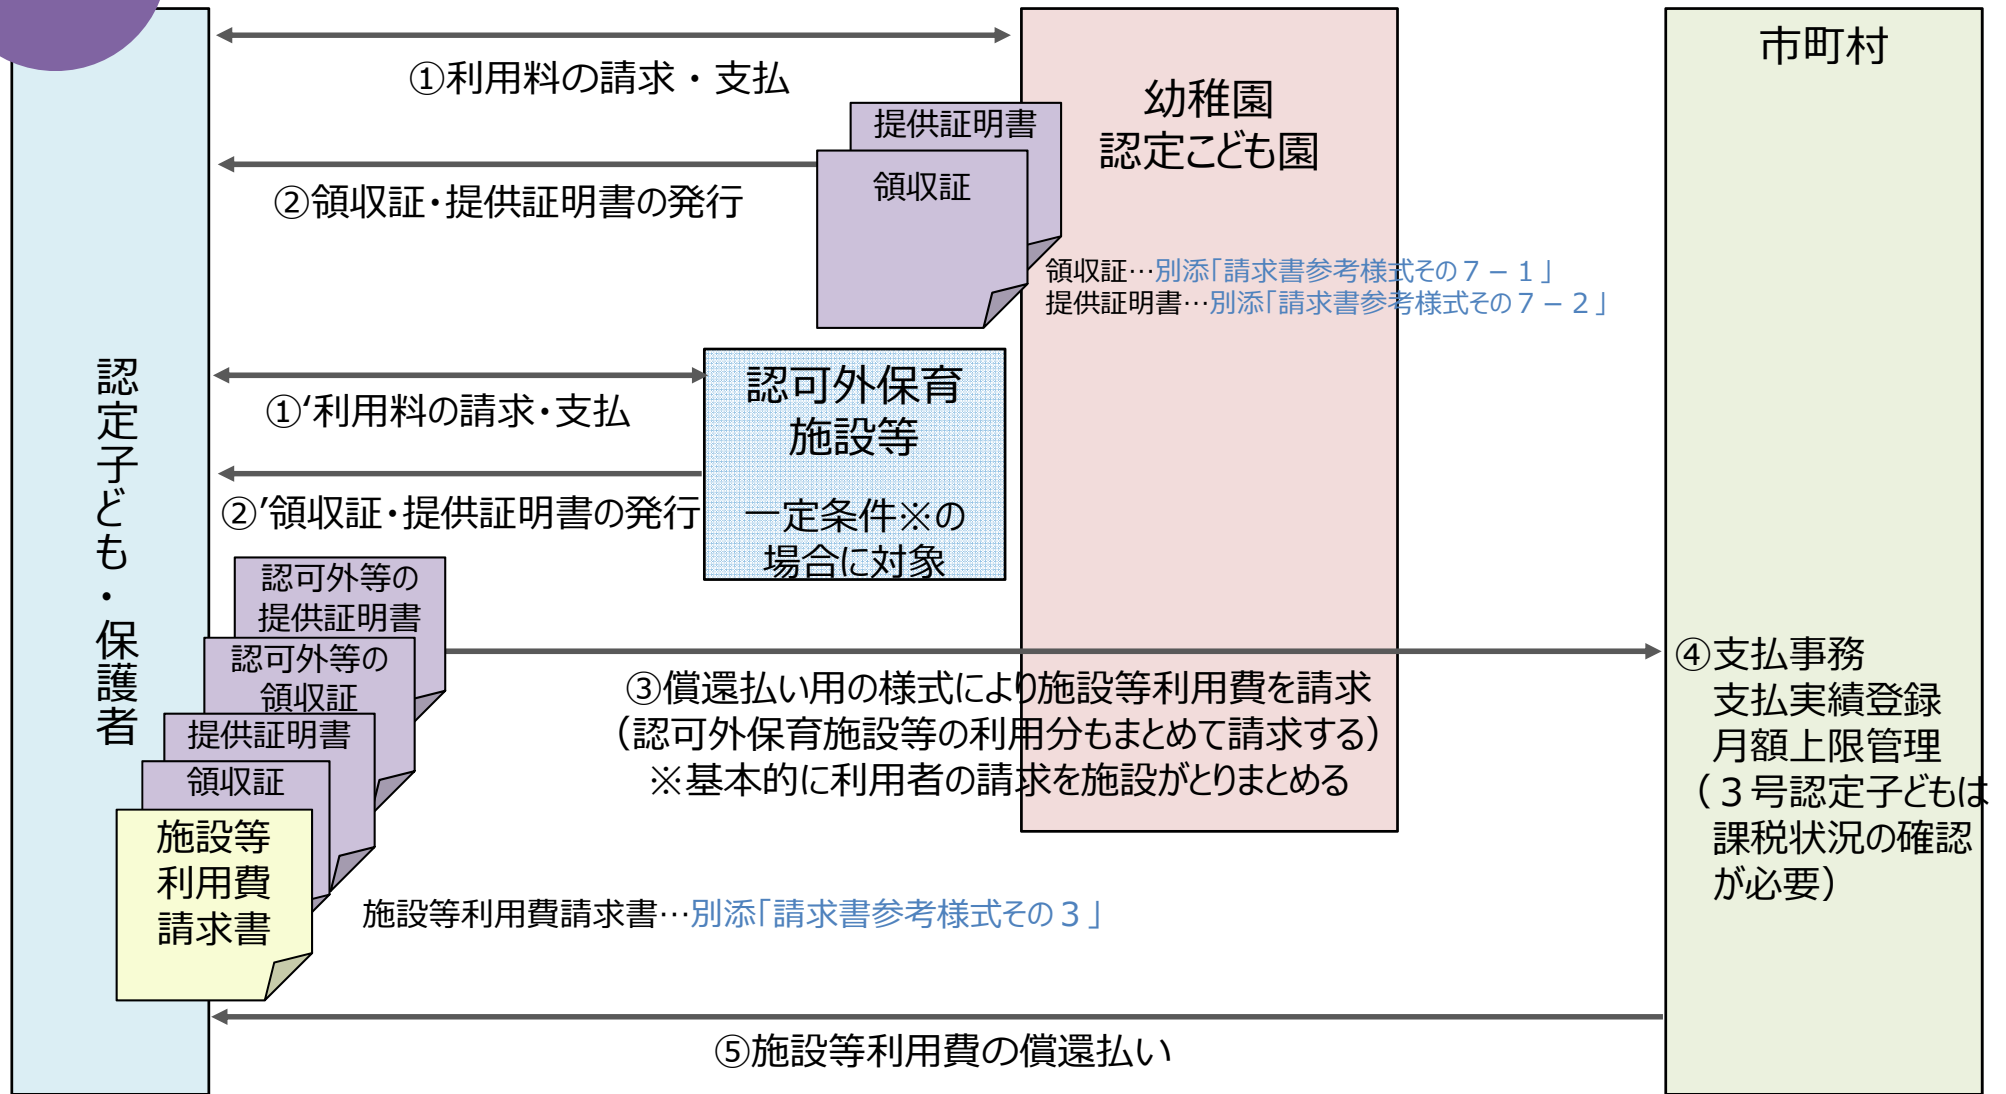 市町村
①利用料の請求・支払
幼稚園
認定こども園
提供証明書
領収証
②領収証・提供証明書の発行
領収証…別添「請求書参考様式その７－１」
提供証明書…別添「請求書参考様式その７－２」
認定子ども・保護者
認可外保育
施設等
一定条件※の
場合に対象
①‘利用料の請求・支払
②’領収証・提供証明書の発行
認可外等の
提供証明書
認可外等の
領収証
提供証明書
領収証
施設等
利用費
請求書
③償還払い用の様式により施設等利用費を請求
（認可外保育施設等の利用分もまとめて請求する）
※基本的に利用者の請求を施設がとりまとめる
④支払事務
支払実績登録
月額上限管理
（３号認定子どもは
課税状況の確認
が必要）
施設等利用費請求書…別添「請求書参考様式その３」
⑤施設等利用費の償還払い